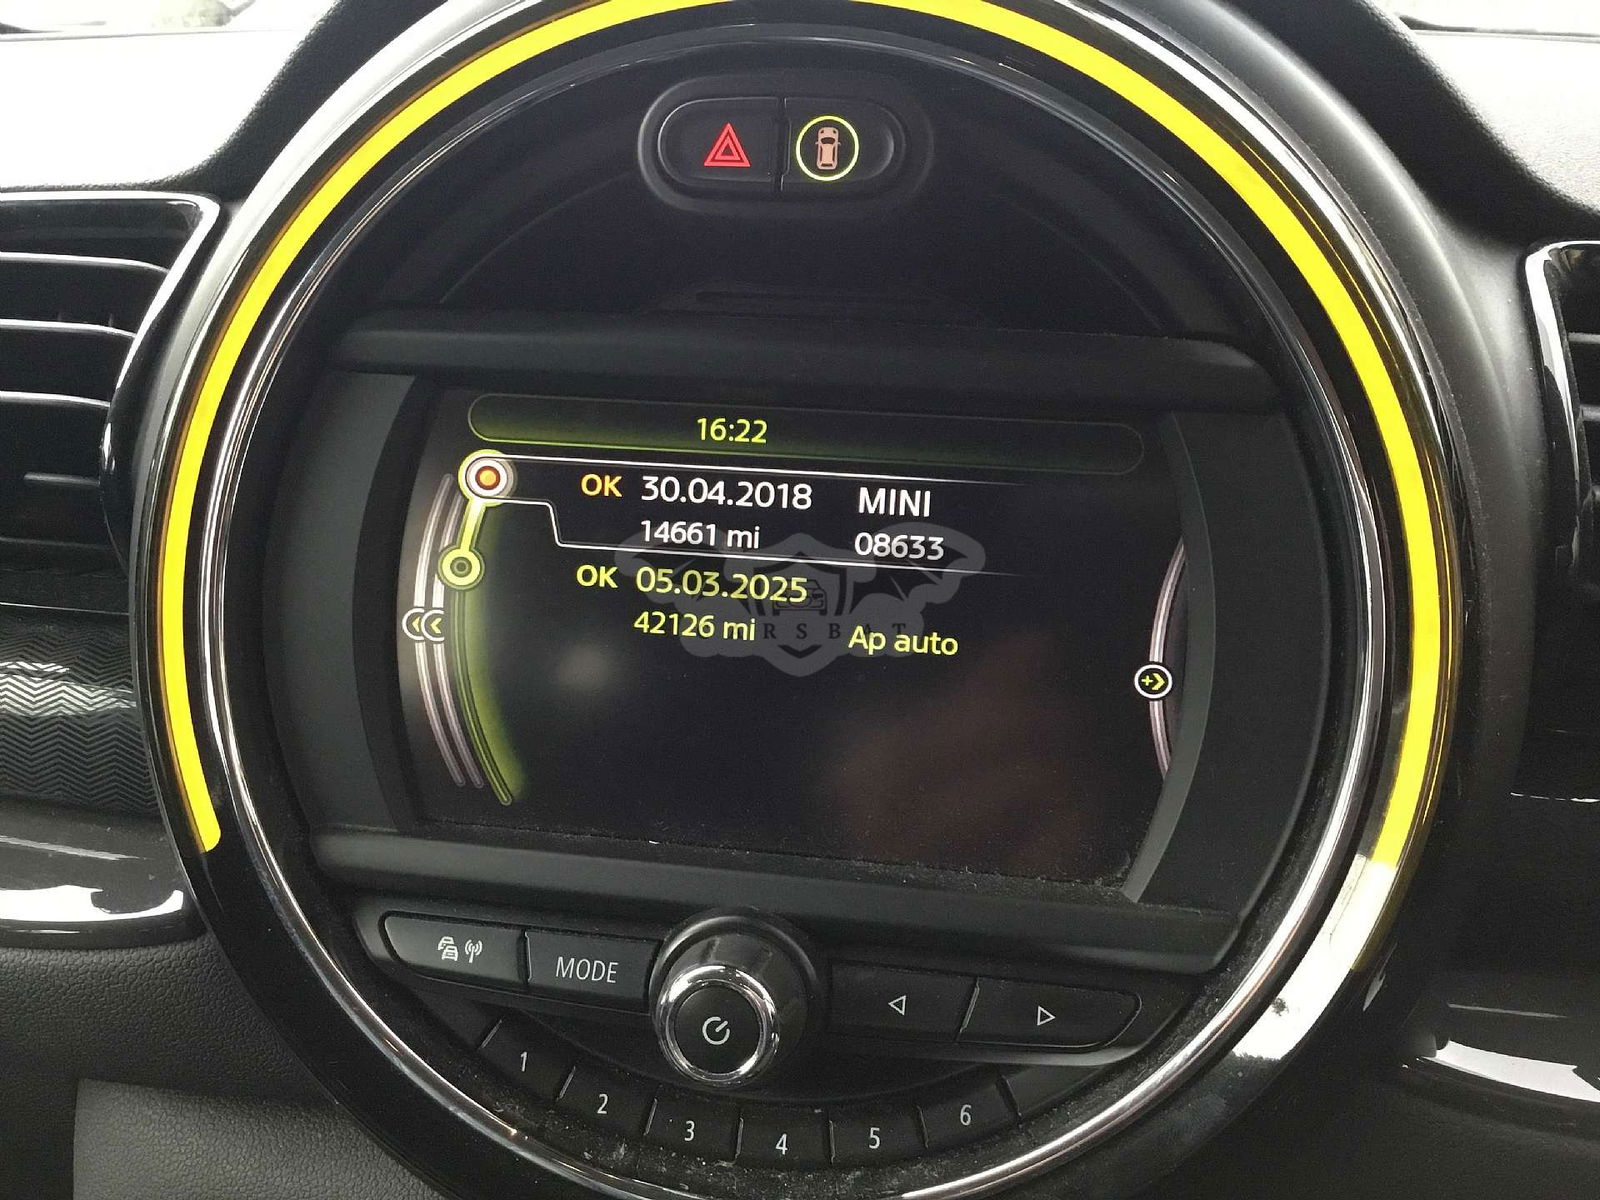 16:22
OK 30.04.2018 MINI
14661 mi 08633
OK 05.03.2025
42126 mi Ap auto
MODE
1
2
3
4
5
6